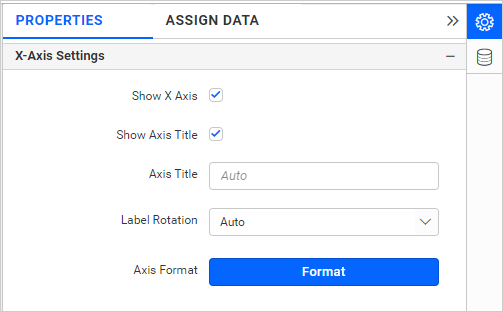 PROPERTIES ASSIGN DATA
X-Axis Settings
Show X Axis
Show Axis Title
Axis Title Auto
Label Rotation Auto
Axis Format Format